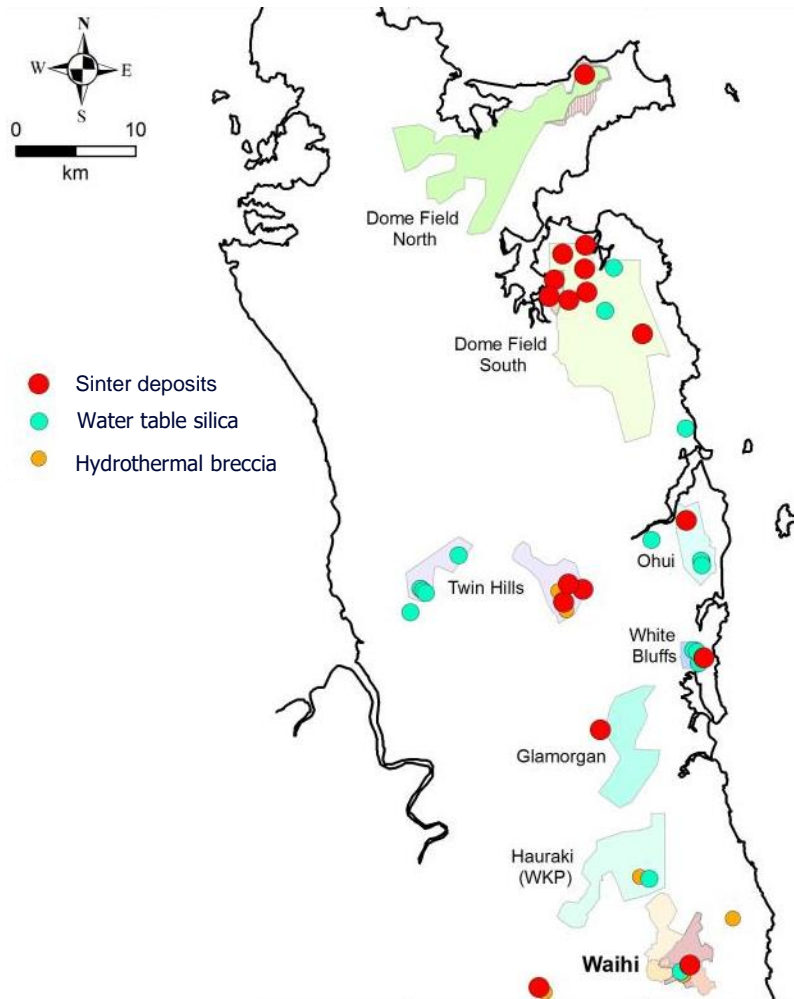 N
W
E
S
0
10
km
Dome Field
North
Dome Field
South
Sinter deposits
Water table silica
Hydrothermal breccia
Ohui
Twin Hills
White
Bluffs
Glamorgan
Hauraki
(WKP)
Waihi